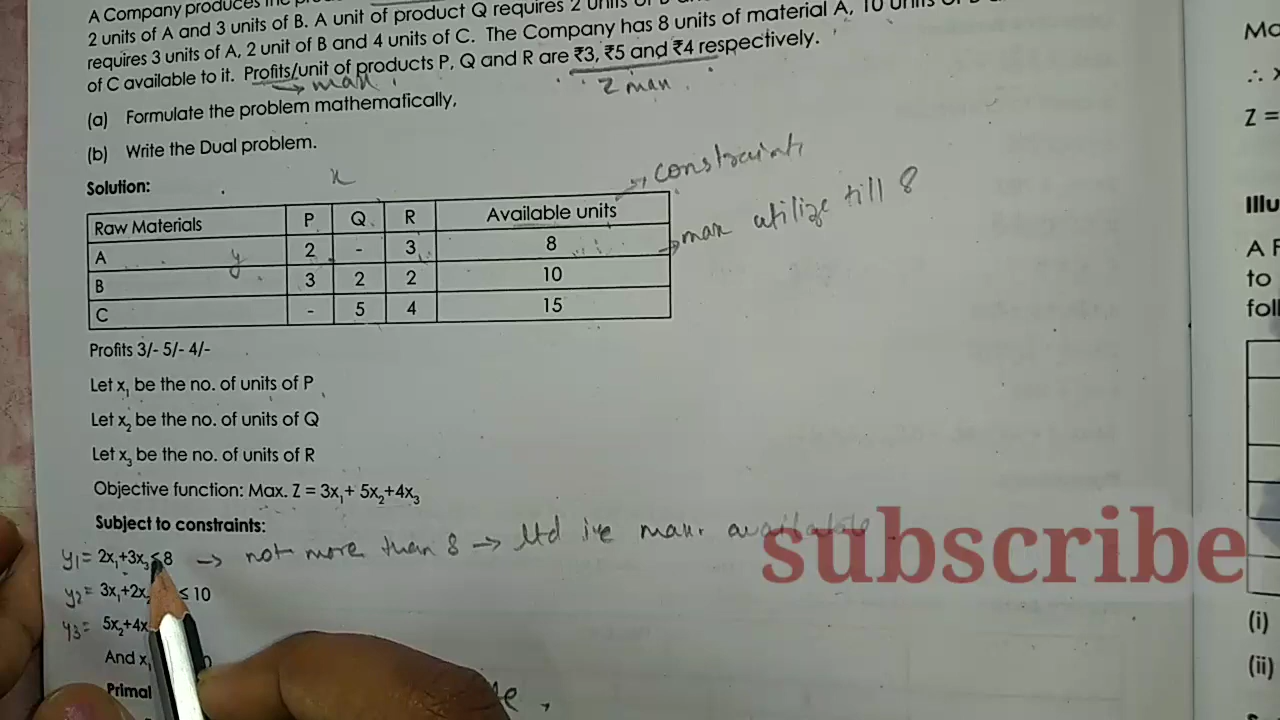 A Company produces the
2 units of A and 3 units of B. A unit of product Q requires 2 units of B
requires 3 units of A, 2 unit of B and 4 units of C. The Company has 8 units of material A, 10 units of
of C available to it. Profits/unit of products P, Q and R are ₹3, ₹5 and ₹4 respectively.
→ max
Z max.
(a) Formulate the problem mathematically,
(b) Write the Dual problem.
Solution:
x
→ constraints
Raw Materials P Q R Available units
A 2 - 3 8
y
→ max utilize till 8
B 3 2 2 10
C - 5 4 15
Profits 3/- 5/- 4/-
Let x₁ be the no. of units of P
Let x₂ be the no. of units of Q
Let x₃ be the no. of units of R
Objective function: Max. Z = 3x₁+ 5x₂+4x₃
Subject to constraints:
y₁= 2x₁+3x₃≤8 → not more than 8 → ltd i.e max. available
y₂= 3x₁+2x₂ ≤ 10
y₃= 5x₂+4x
And x₁
Primal
subscribe
Z =
Illu
to
foll
(i)
(ii)